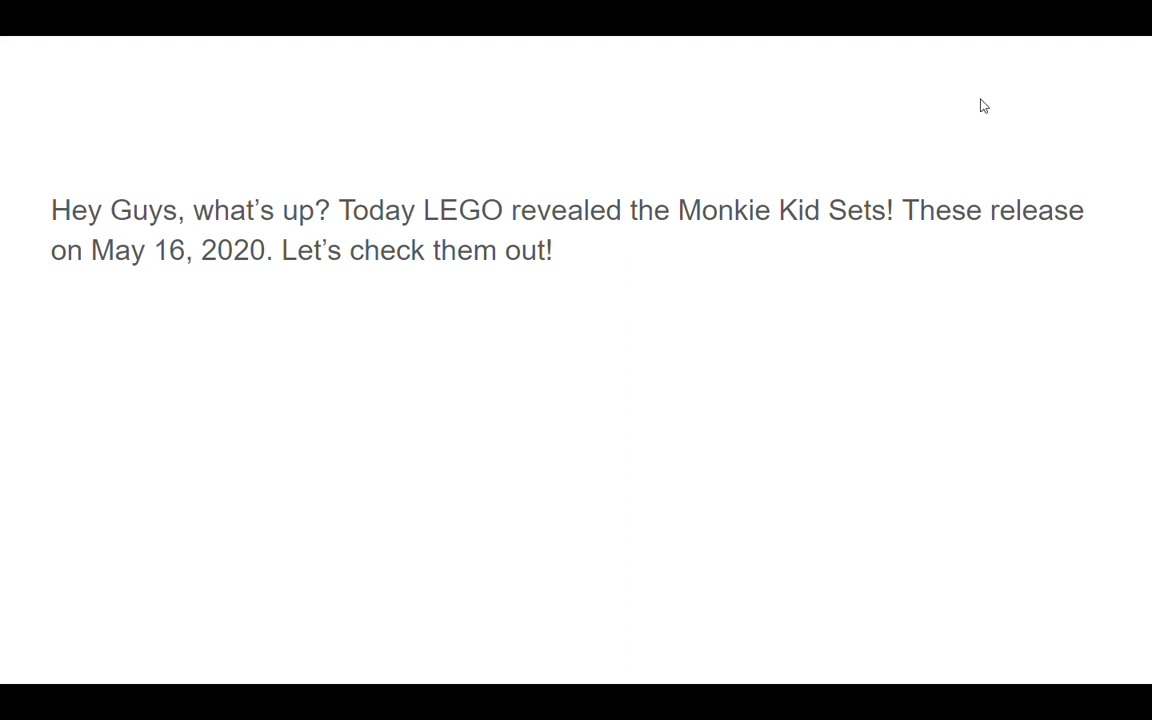 Hey Guys, what’s up? Today LEGO revealed the Monkie Kid Sets! These release
on May 16, 2020. Let’s check them out!